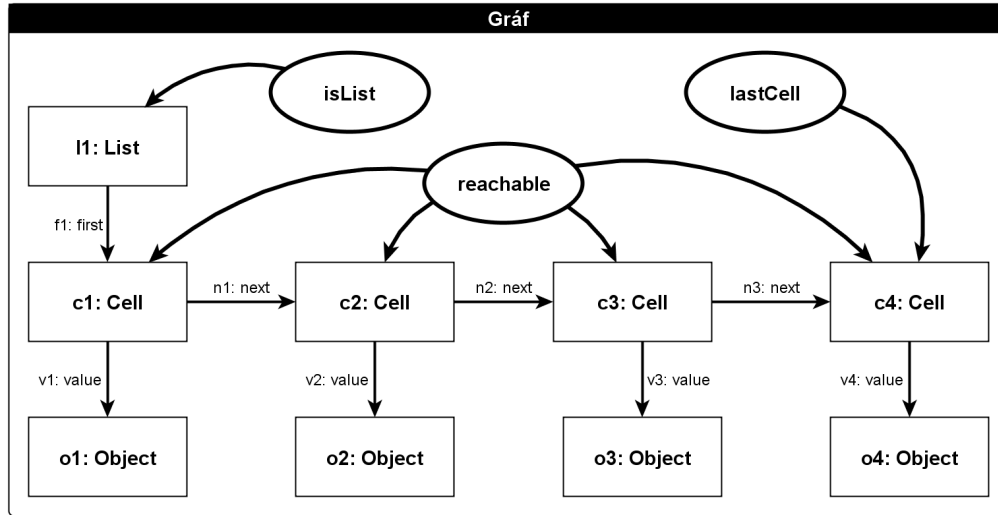 Gráf
isList
lastCell
l1: List
reachable
f1: first
c1: Cell
n1: next
c2: Cell
n2: next
c3: Cell
n3: next
c4: Cell
v1: value
v2: value
v3: value
v4: value
o1: Object
o2: Object
o3: Object
o4: Object